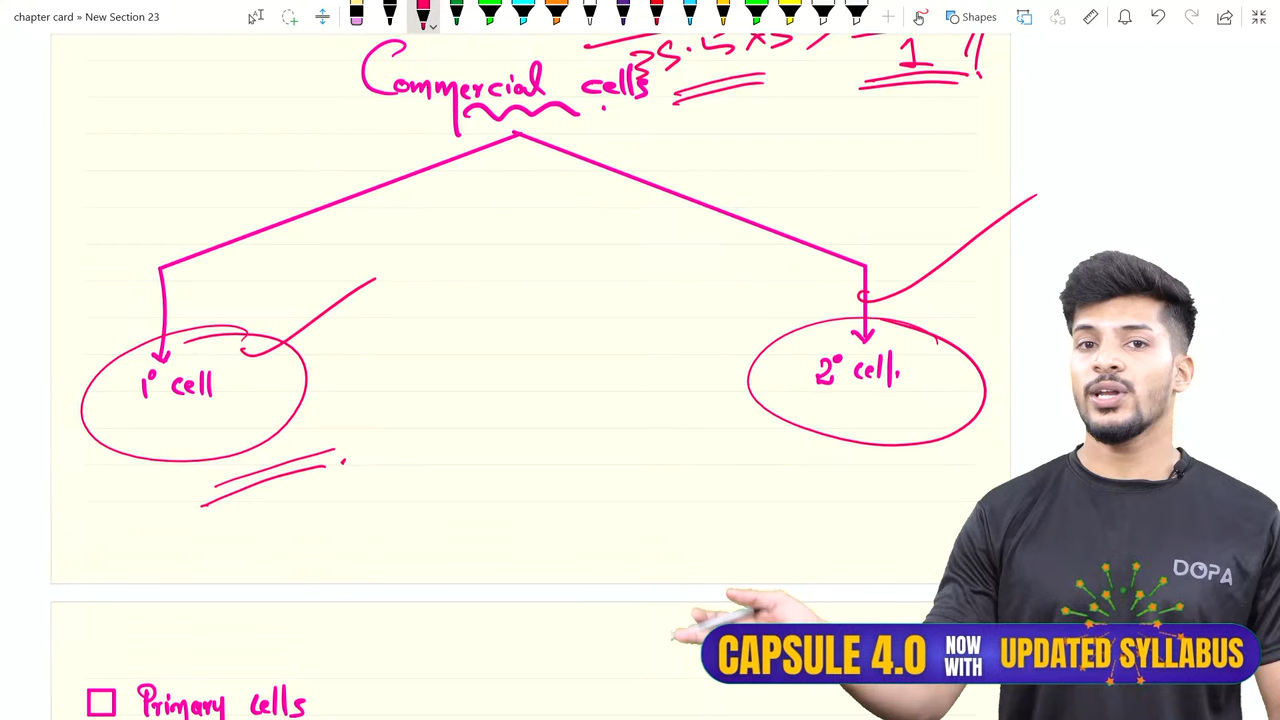 chapter card » New Section 23
Shapes
1
Commercial cells
1° cell
2° cell.
DOPA
CAPSULE 4.0 NOW WITH UPDATED SYLLABUS
Primary cells